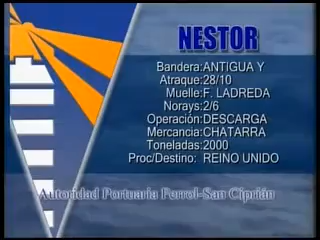 NESTOR
Bandera:ANTIGUA Y
Atraque:28/10
Muelle:F. LADREDA
Norays:2/6
Operación:DESCARGA
Mercancia:CHATARRA
Toneladas:2000
Proc/Destino: REINO UNIDO
Autoridad Portuaria Ferrol-San Ciprián